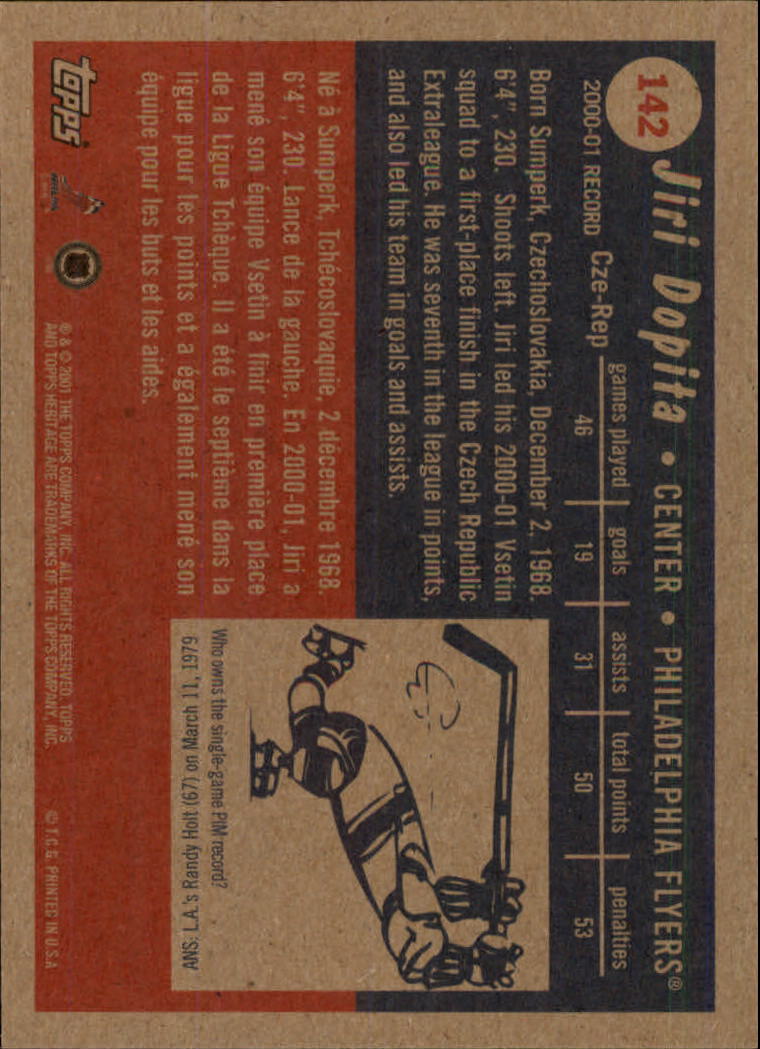 142
Jiri Dopita • CENTER • PHILADELPHIA FLYERS®
games played goals assists total points penalties
2000-01 RECORD Cze-Rep 46 19 31 50 53
Born Sumperk, Czechoslovakia, December 2, 1968.
6'4", 230. Shoots left. Jiri led his 2000-01 Vsetin
squad to a first-place finish in the Czech Republic
Extraleague. He was seventh in the league in points,
and also led his team in goals and assists.
Né à Sumperk, Tchécoslovaquie, 2 décembre 1968.
6'4", 230. Lance de la gauche. En 2000-01, Jiri a
mené son équipe Vsetin à finir en première place
de la Ligue Tchèque. Il a été le septième dans la
ligue pour les points et a également mené son
équipe pour les buts et les aides.
Who owns the single-game PIM record?
ANS: L.A.'s Randy Holt (67) on March 11, 1979
topps®
NHLPA
® & © 2001 THE TOPPS COMPANY, INC. ALL RIGHTS RESERVED. TOPPS
AND TOPPS HERITAGE ARE TRADEMARKS OF THE TOPPS COMPANY, INC.
© T.C.G. PRINTED IN U.S.A.